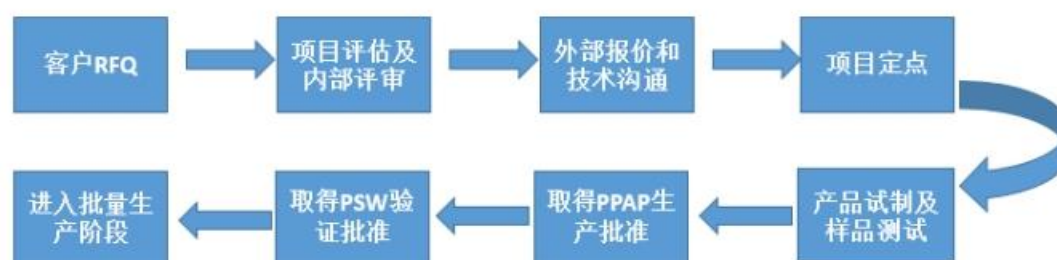 客户RFQ
项目评估及
内部评审
外部报价和
技术沟通
项目定点
产品试制及
样品测试
取得PPAP生
产批准
取得PSW验
证批准
进入批量生
产阶段